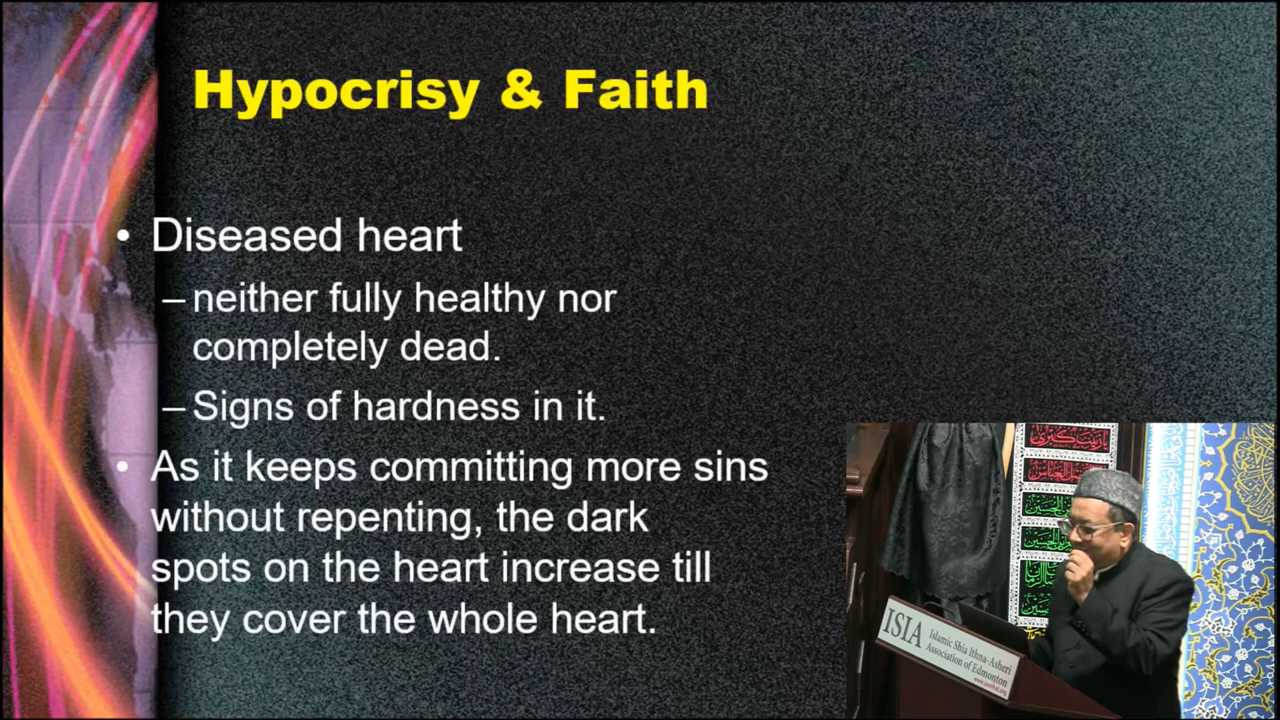 Hypocrisy & Faith
• Diseased heart
– neither fully healthy nor
completely dead.
– Signs of hardness in it.
• As it keeps committing more sins
without repenting, the dark
spots on the heart increase till
they cover the whole heart.
ISIA
Islamic Shia Ithna-Asheri
Association of Edmonton